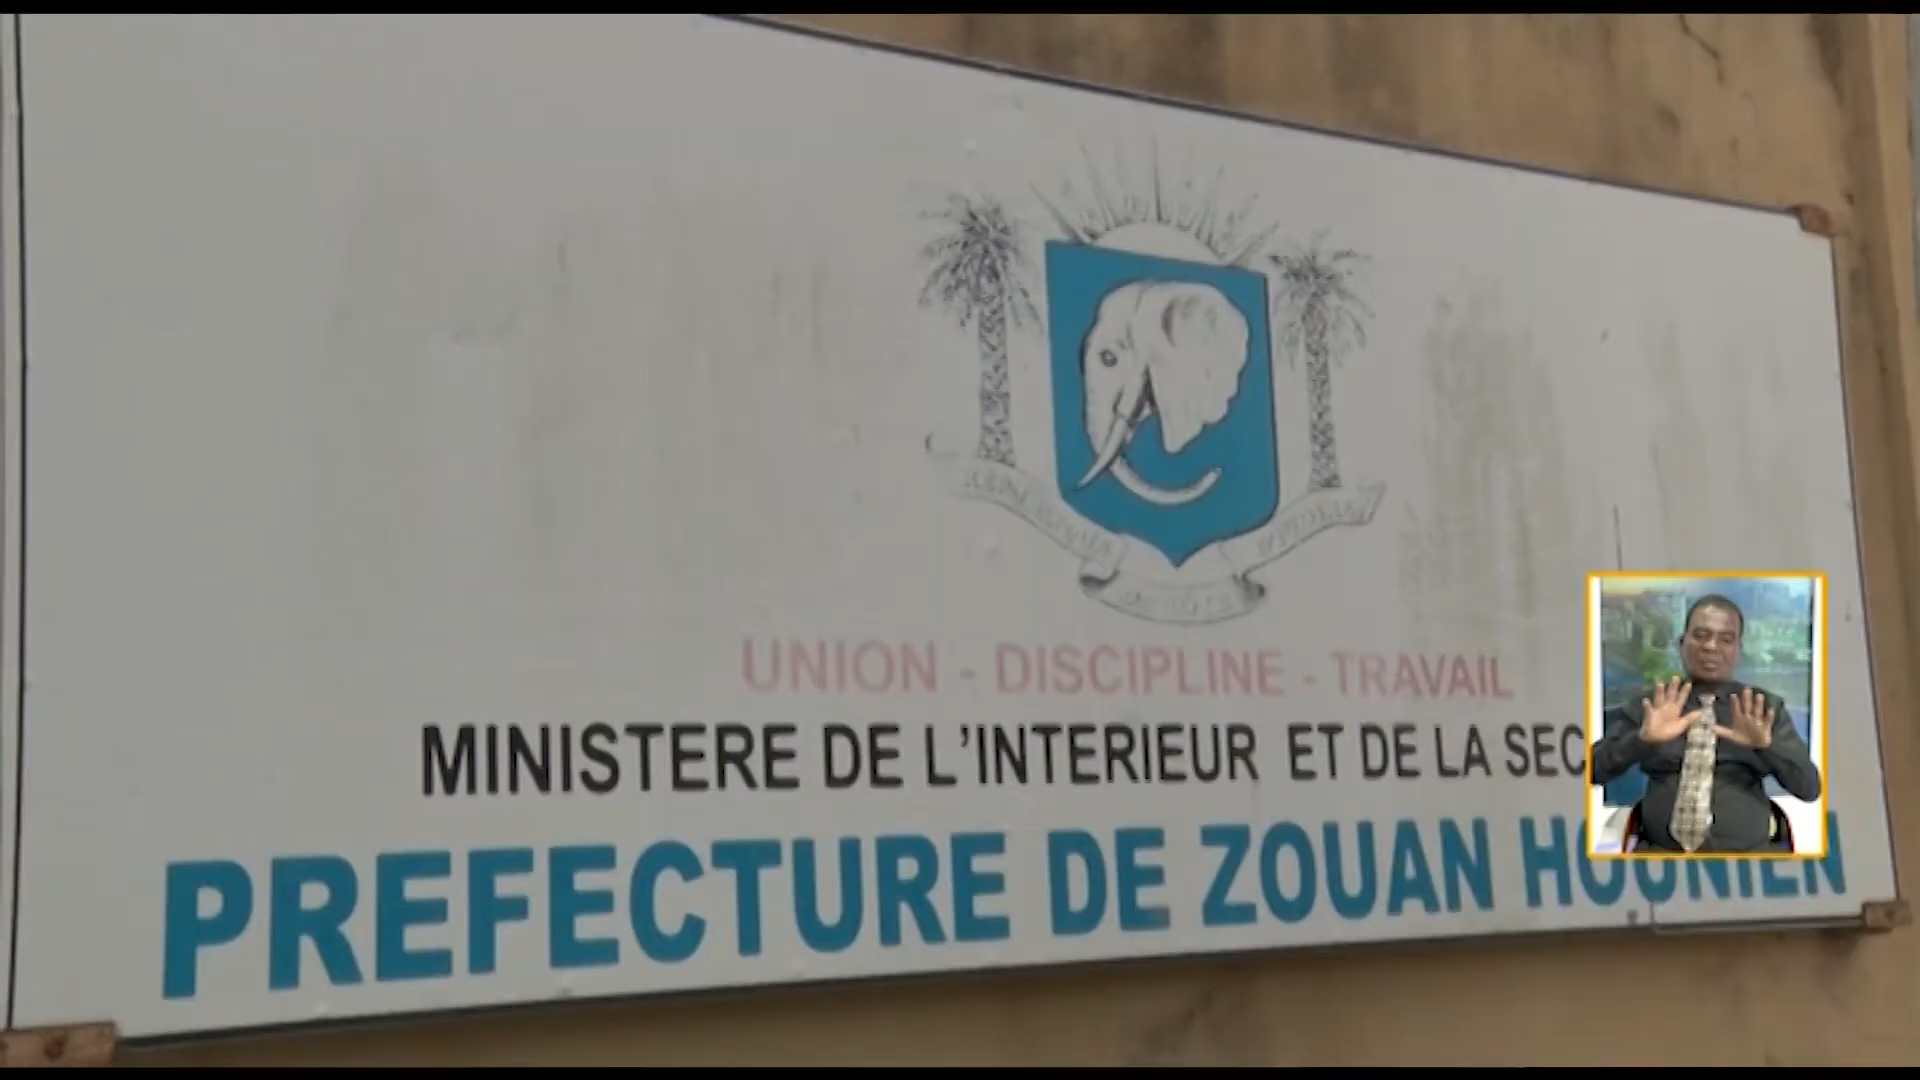 UNION - DISCIPLINE - TRAVAIL
MINISTERE DE L'INTERIEUR ET DE LA SEC
PREFECTURE DE ZOUAN HOUNIEN